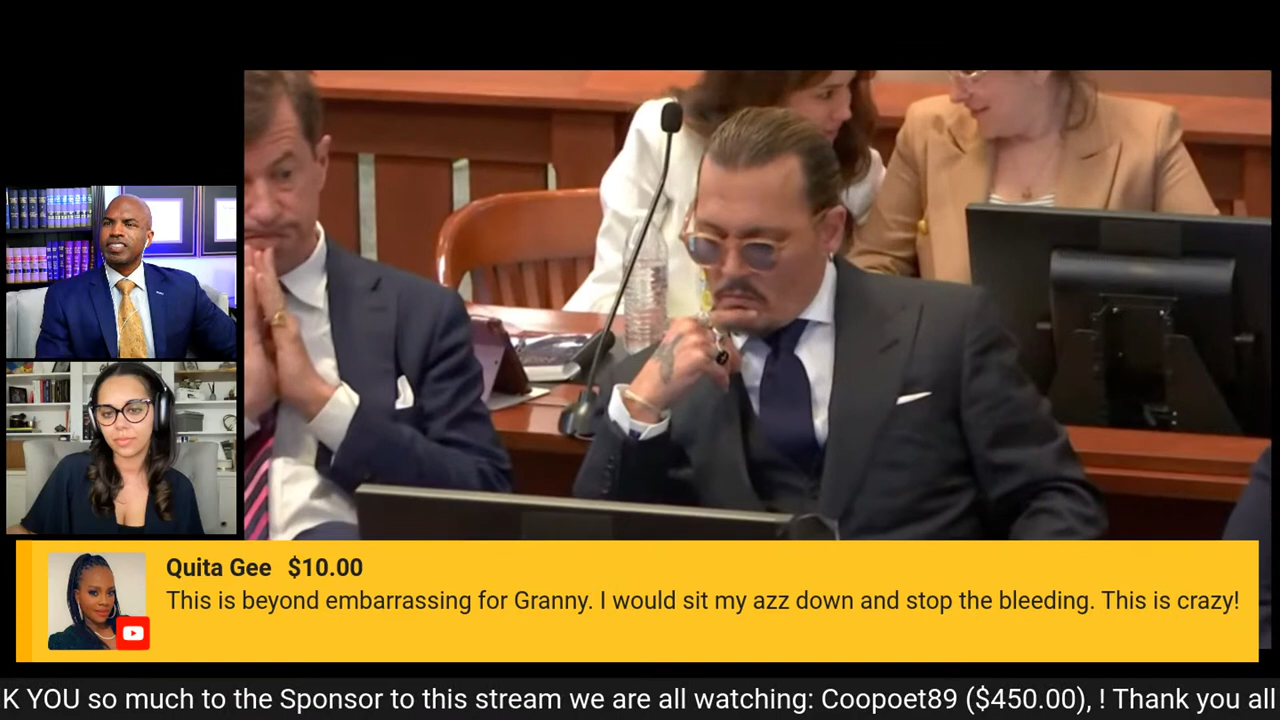 Quita Gee $10.00
This is beyond embarrassing for Granny. I would sit my azz down and stop the bleeding. This is crazy!
K YOU so much to the Sponsor to this stream we are all watching: Coopoet89 ($450.00), ! Thank you all